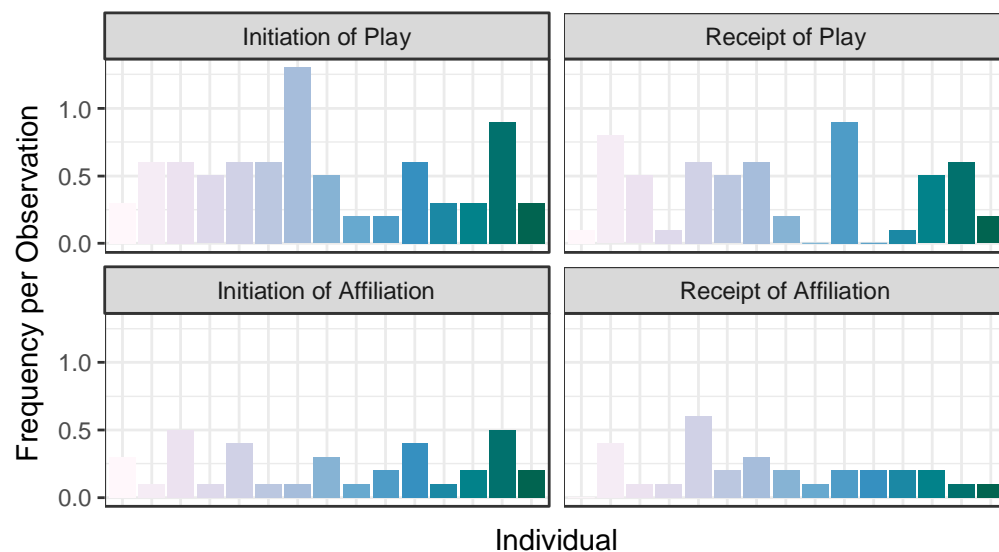 Initiation of Play
Receipt of Play
1.0
0.5
0.0
Initiation of Affiliation
Receipt of Affiliation
1.0
0.5
0.0
Frequency per Observation
Individual